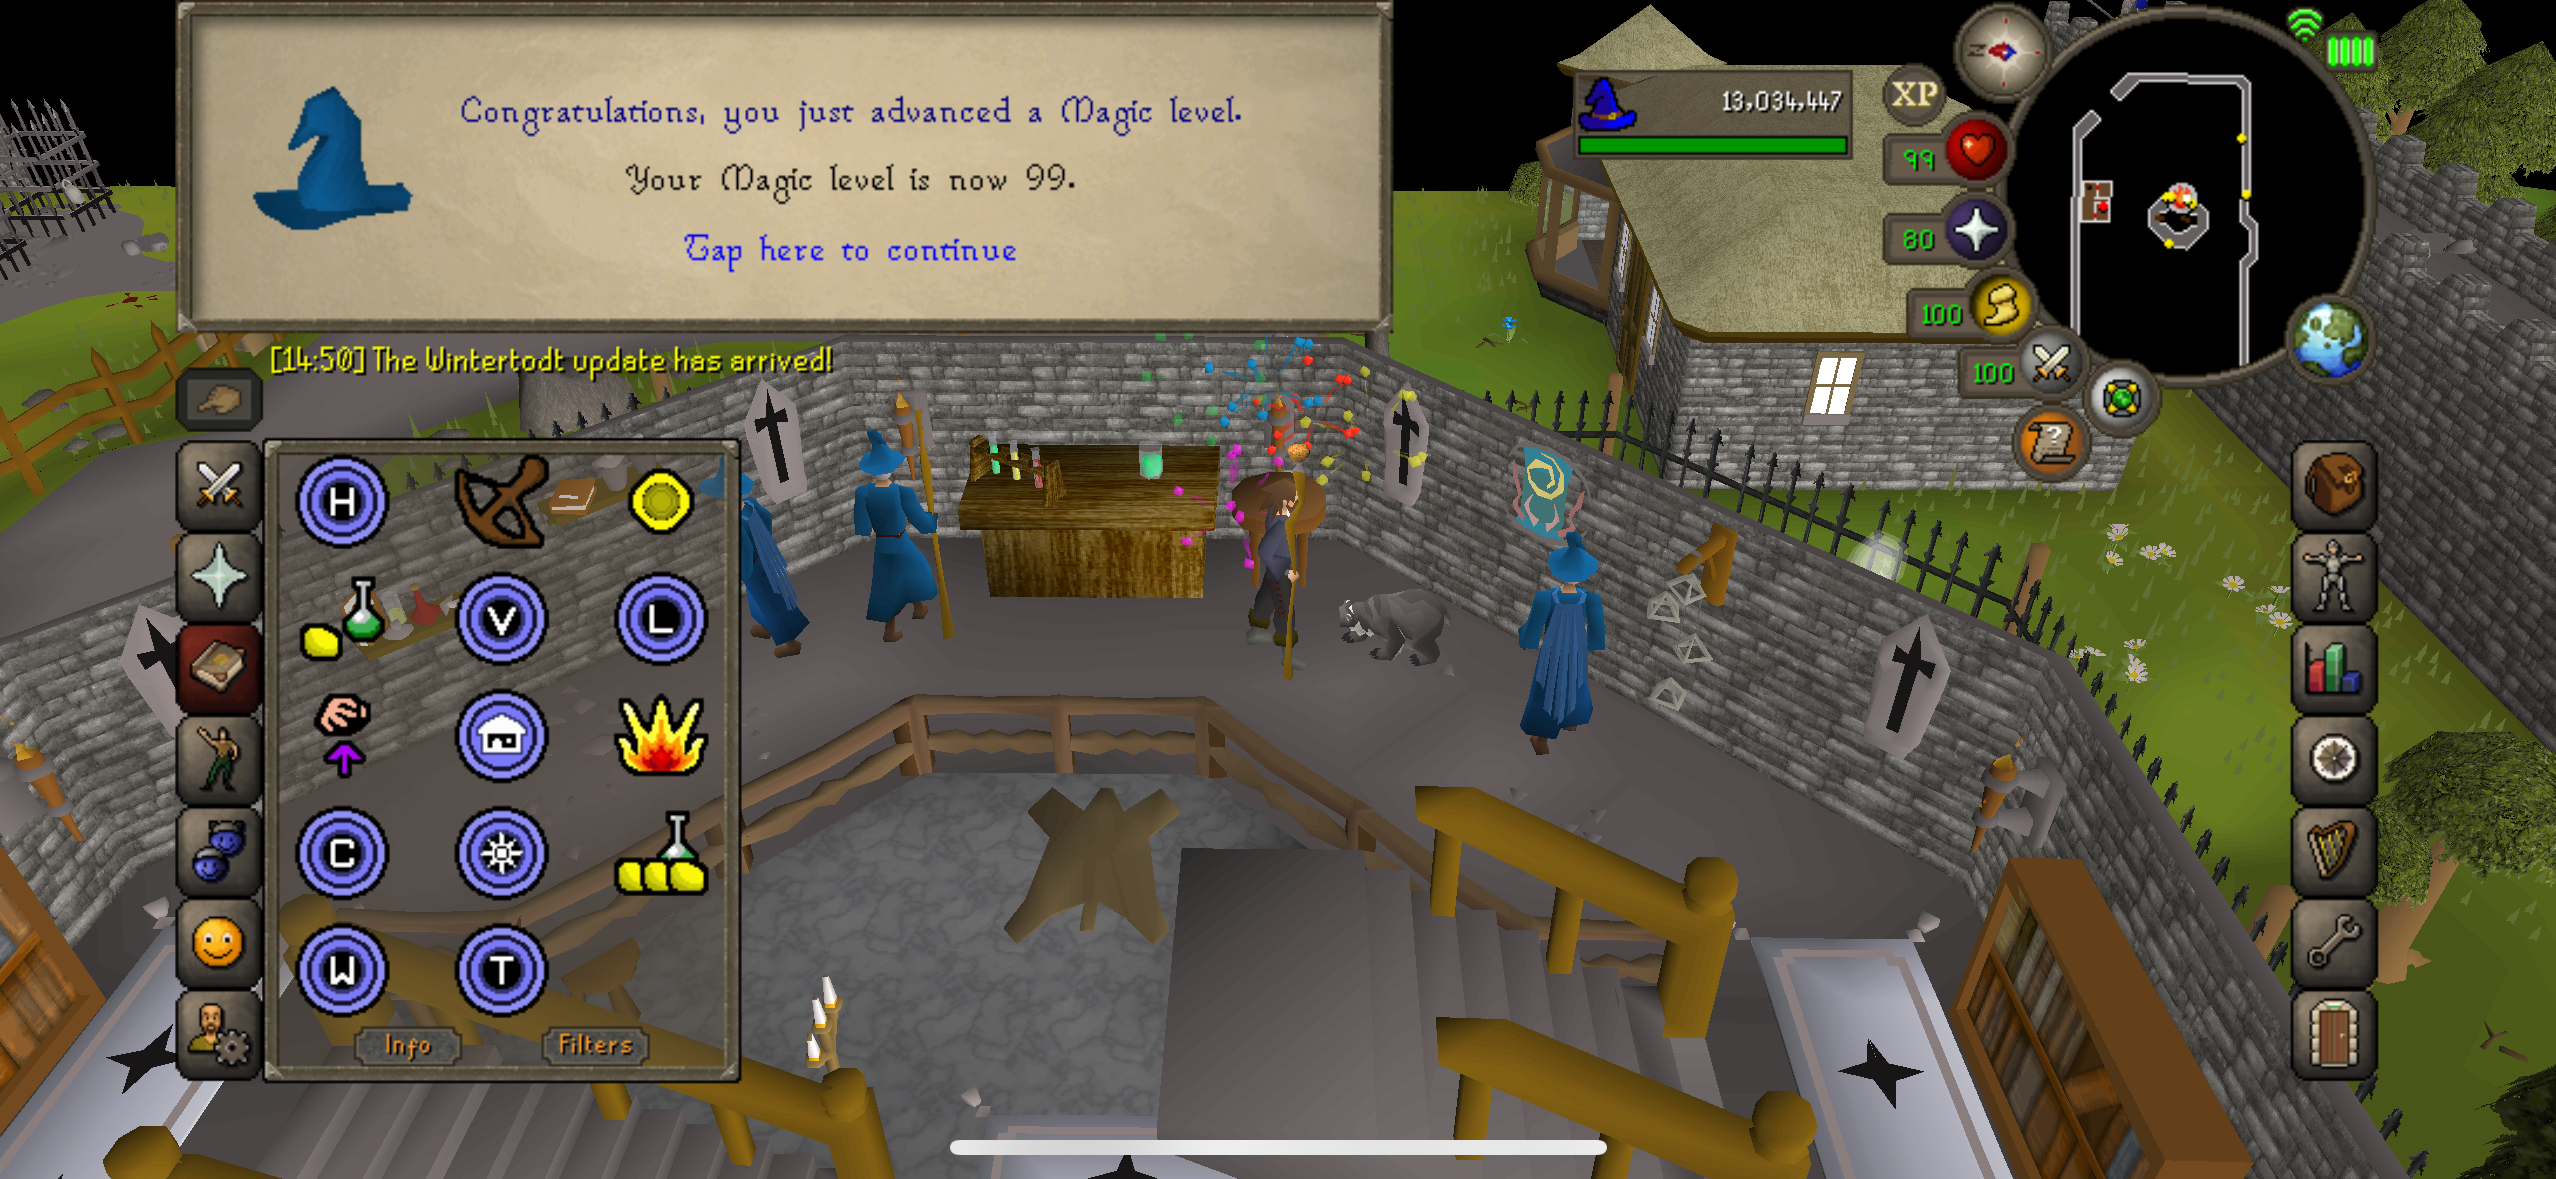 Congratulations, you just advanced a Magic level.
Your Magic level is now 99.
Tap here to continue
13,034,447
XP
N
99
80
100
100
?
[14:50] The Wintertodt update has arrived!
H
V
L
C
W
T
Info
Filters